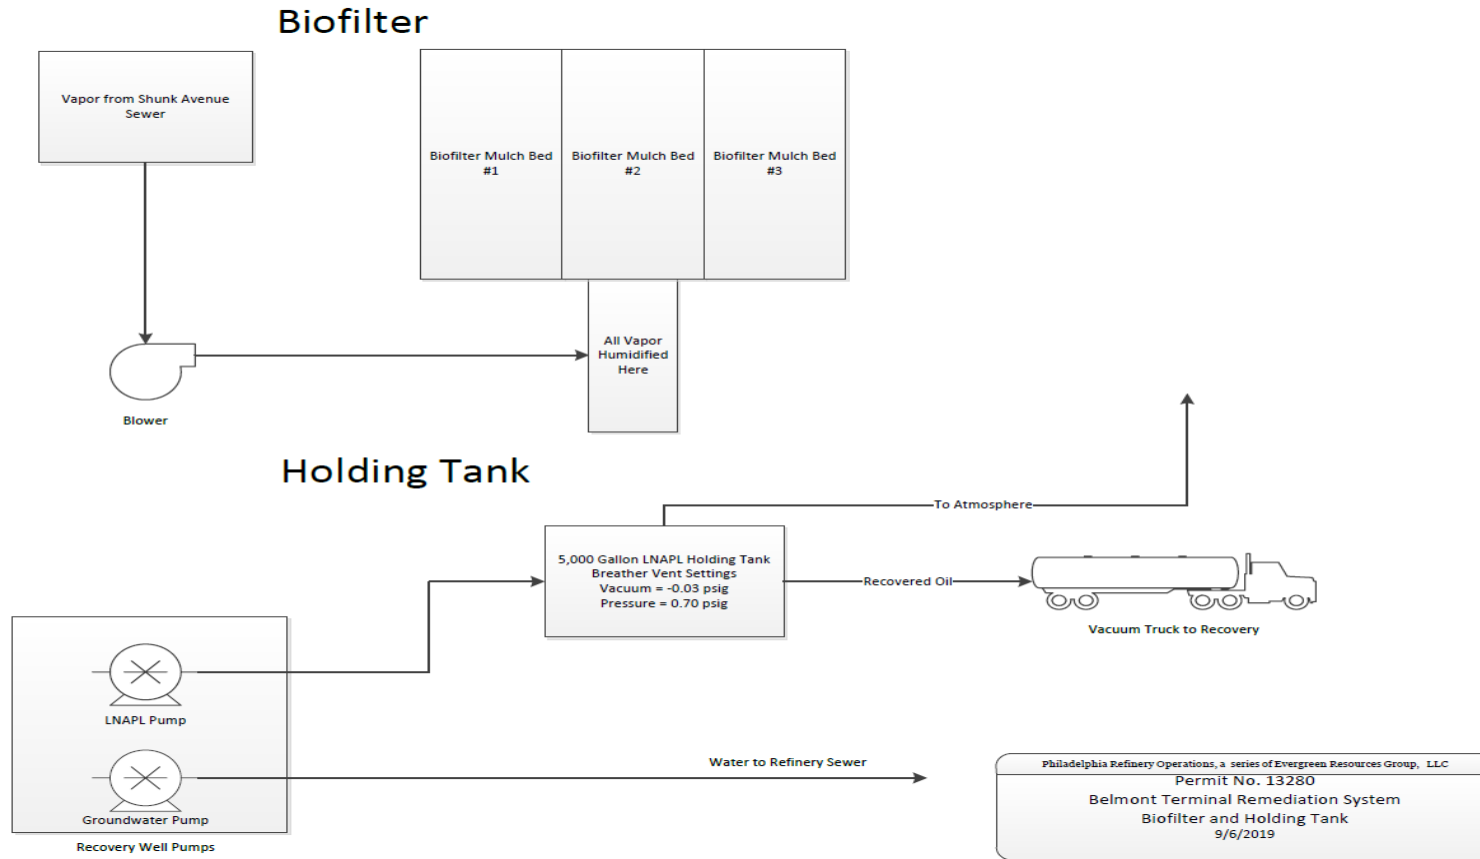 Biofilter
Vapor from Shunk Avenue
Sewer
Biofilter Mulch Bed
#1
Biofilter Mulch Bed
#2
Biofilter Mulch Bed
#3
All Vapor
Humidified
Here
Blower
Holding Tank
To Atmosphere
5,000 Gallon LNAPL Holding Tank
Breather Vent Settings
Vacuum = -0.03 psig
Pressure = 0.70 psig
Recovered Oil
Vacuum Truck to Recovery
LNAPL Pump
Water to Refinery Sewer
Groundwater Pump
Recovery Well Pumps
Philadelphia Refinery Operations, a series of Evergreen Resources Group, LLC
Permit No. 13280
Belmont Terminal Remediation System
Biofilter and Holding Tank
9/6/2019